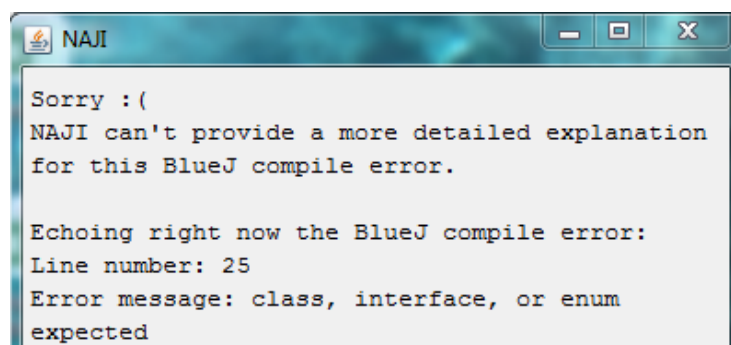 NAJI
Sorry :(
NAJI can't provide a more detailed explanation
for this BlueJ compile error.
Echoing right now the BlueJ compile error:
Line number: 25
Error message: class, interface, or enum
expected